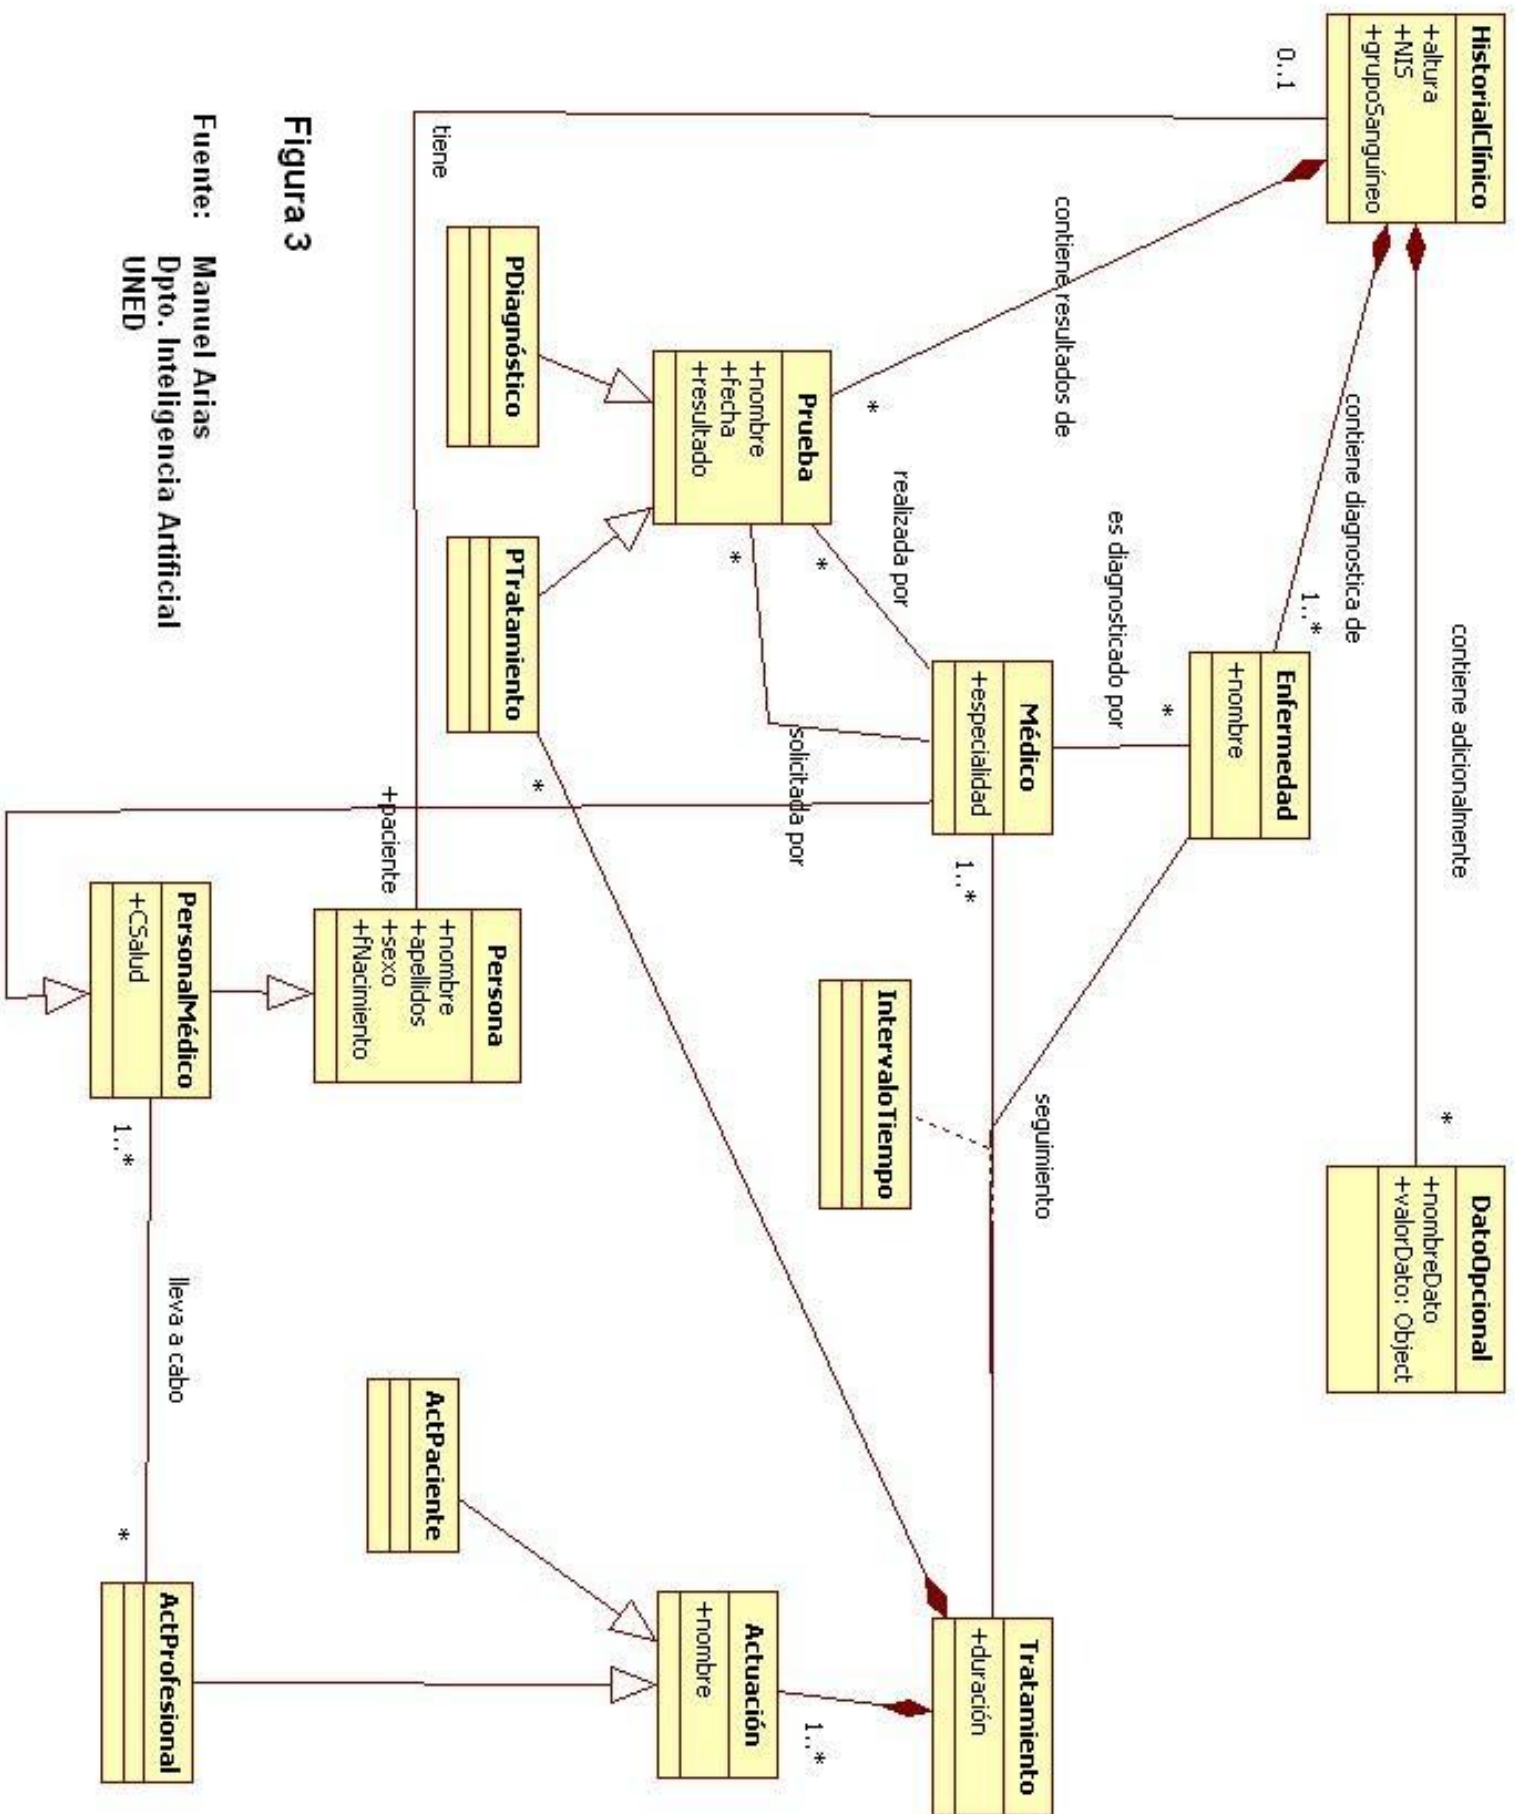 HistorialClínico
+altura
+NIS
+grupoSanguíneo
contiene adicionalmente
*
DatoOpcional
+nombreDato
+valorDato: Object
0..1
contiene diagnostica de
1..*
Enfermedad
+nombre
contiene resultados de
*
es diagnosticado por
*
seguimiento
Médico
+especialidad
1..*
Tratamiento
+duración
realizada por
*
*
solicitada por
IntervaloTiempo
Prueba
+nombre
+fecha
+resultado
1..*
Actuación
+nombre
PDiagnóstico
PTratamiento
*
tiene
+paciente
Persona
+nombre
+apellidos
+sexo
+fNacimiento
ActPaciente
PersonalMédico
+CSalud
1..*
lleva a cabo
*
ActProfesional
Figura 3
Fuente: Manuel Arias
Dpto. Inteligencia Artificial
UNED